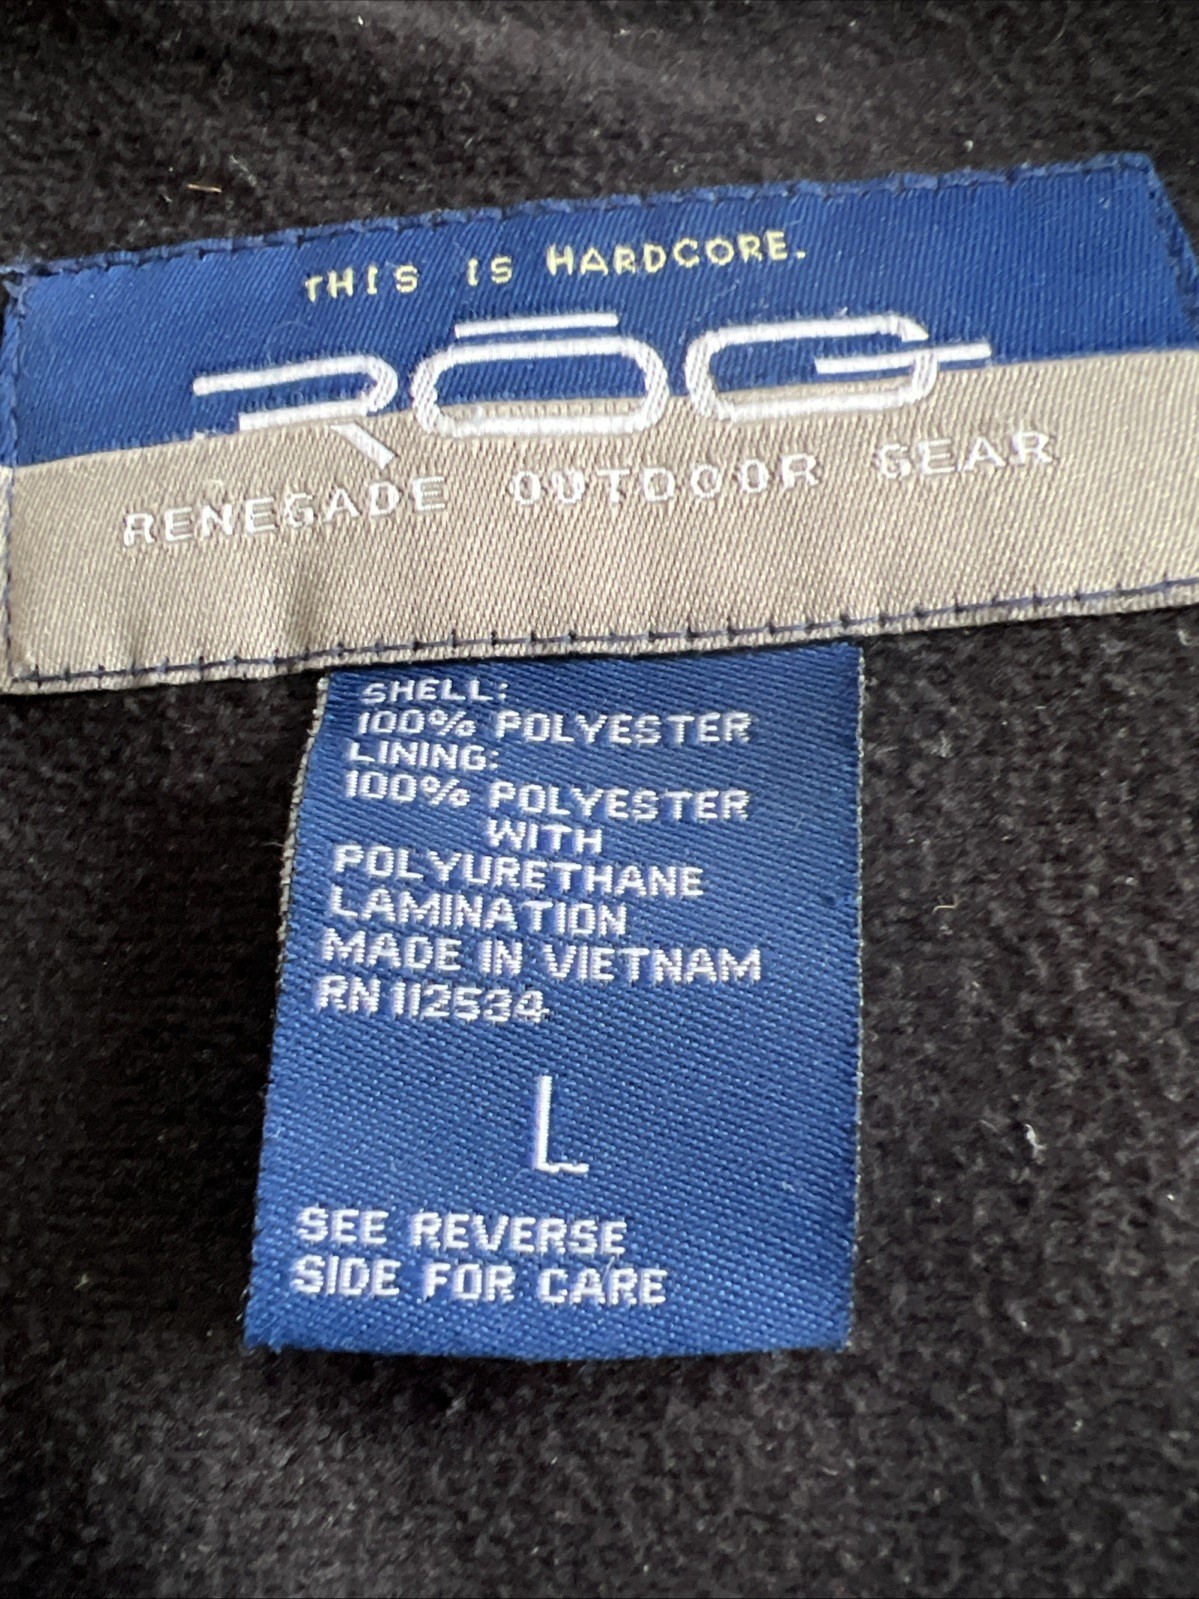 THIS IS HARDCORE.
RŌG
RENEGADE OUTDOOR GEAR
SHELL:
100% POLYESTER
LINING:
100% POLYESTER
WITH
POLYURETHANE
LAMINATION
MADE IN VIETNAM
RN 112534
L
SEE REVERSE
SIDE FOR CARE